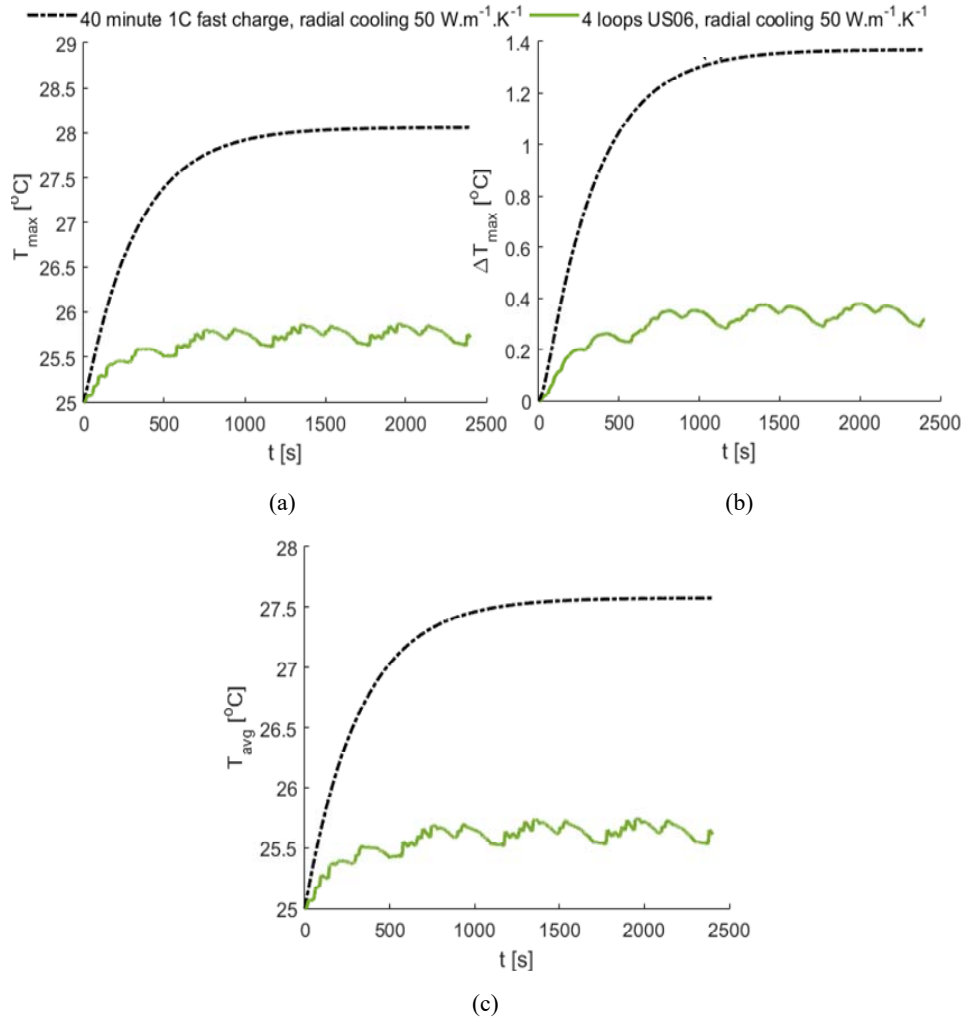 40 minute 1C fast charge, radial cooling 50 W.m⁻¹.K⁻¹ 4 loops US06, radial cooling 50 W.m⁻¹.K⁻¹
29
28.5
28
27.5
27
26.5
26
25.5
25
T_max [°C]
0 500 1000 1500 2000 2500
t [s]
(a)
1.4
1.2
1
0.8
0.6
0.4
0.2
0
ΔT_max [°C]
0 500 1000 1500 2000 2500
t [s]
(b)
28
27.5
27
26.5
26
25.5
25
T_avg [°C]
0 500 1000 1500 2000 2500
t [s]
(c)